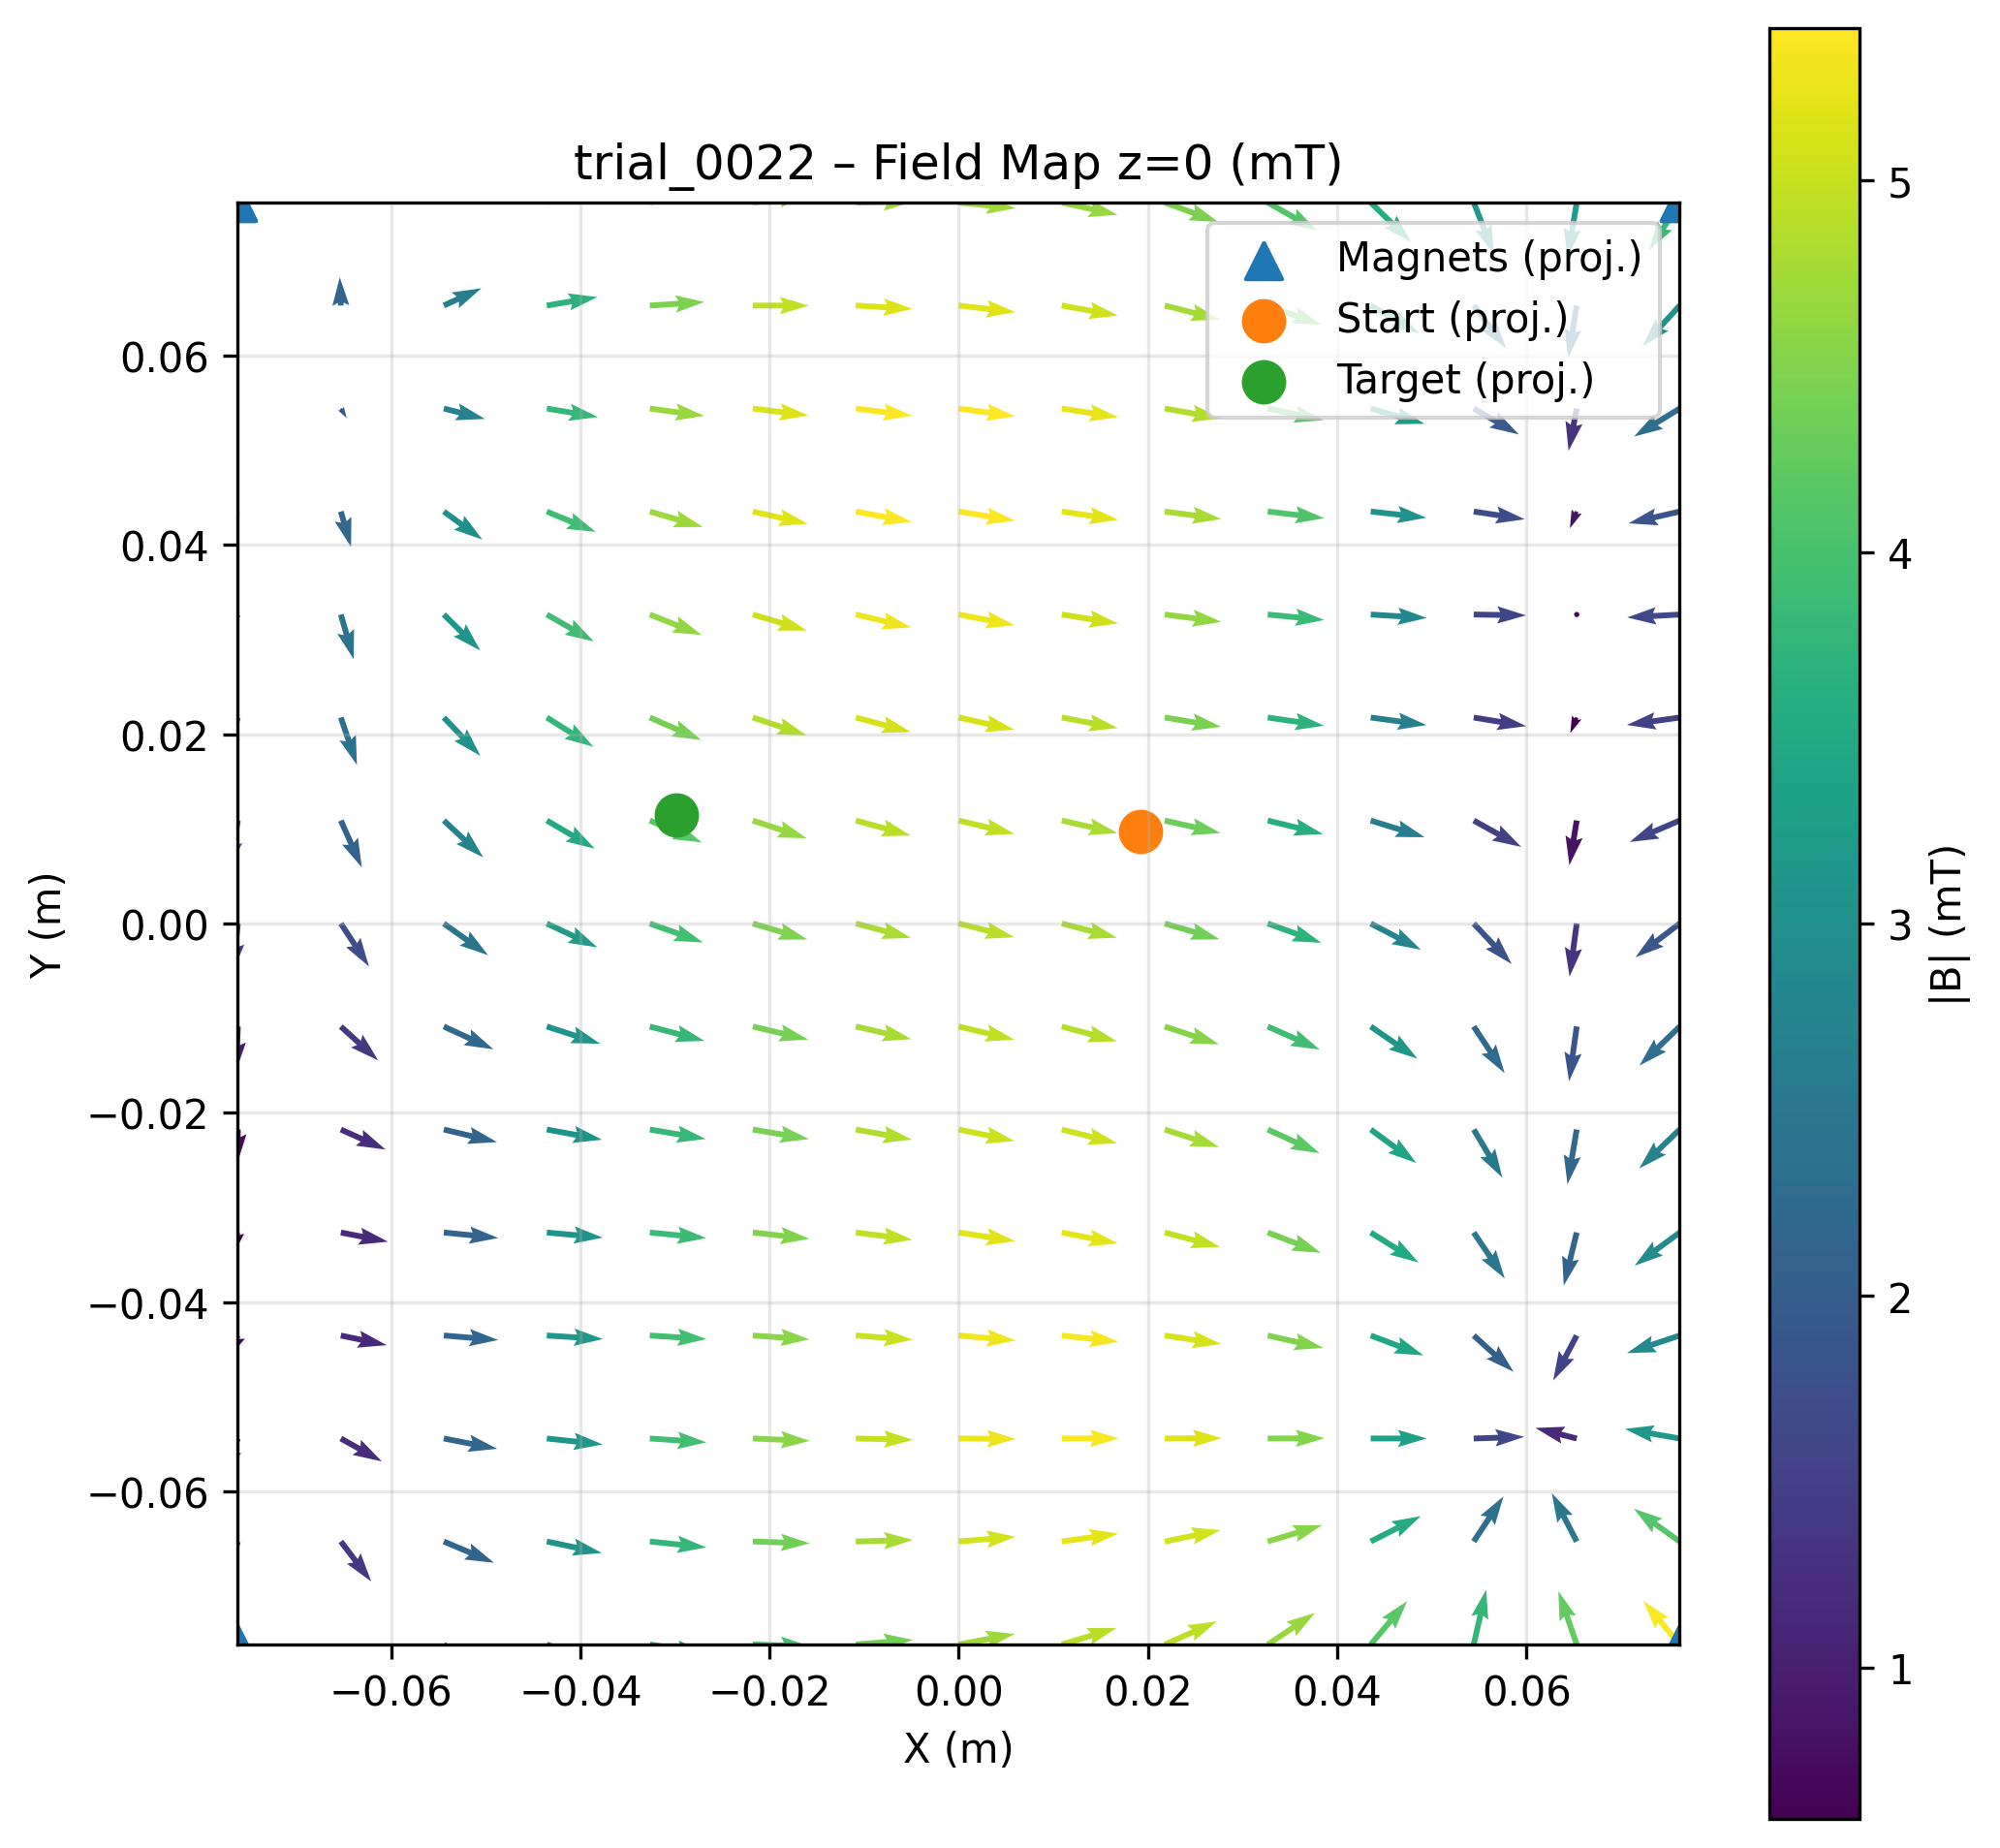 trial_0022 – Field Map z=0 (mT)
Magnets (proj.)
Start (proj.)
Target (proj.)
0.06
0.04
0.02
0.00
−0.02
−0.04
−0.06
Y (m)
−0.06
−0.04
−0.02
0.00
0.02
0.04
0.06
X (m)
5
4
3
2
1
|B| (mT)